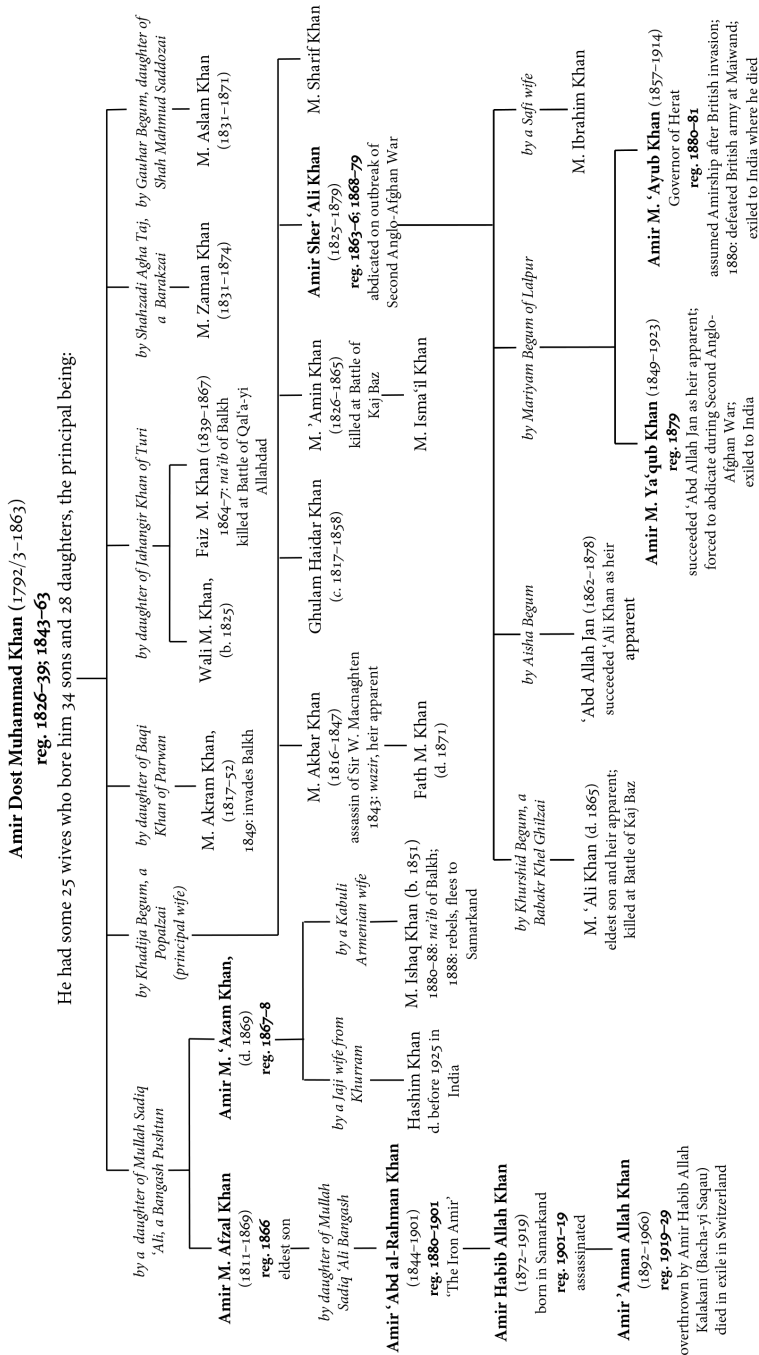 Amir Dost Muhammad Khan (1792/3–1863)
reg. 1826–39; 1843–63
He had some 25 wives who bore him 34 sons and 28 daughters, the principal being:
by a daughter of Mullah Sadiq
‘Ali, a Bangash Pushtun
by Khadija Begum, a
Popalzai
(principal wife)
by daughter of Baqi
Khan of Parwan
by daughter of Jahangir Khan of Turi
by Shahzadi Agha Taj,
a Barakzai
by Gauhar Begum, daughter of
Shah Mahmud Saddozai
Amir M. Afzal Khan
(1811–1869)
reg. 1866
eldest son
Amir M. ‘Azam Khan,
(d. 1869)
reg. 1867–8
M. Akram Khan,
(1817–52)
1849: invades Balkh
Wali M. Khan,
(b. 1825)
Faiz M. Khan (1839–1867)
1864–7: na’ib of Balkh
killed at Battle of Qal‘a-yi
Allahdad
M. Zaman Khan
(1831–1874)
M. Aslam Khan
(1831–1871)
by daughter of Mullah
Sadiq ‘Ali Bangash
by a Jaji wife from
Khurram
by a Kabuli
Armenian wife
M. Akbar Khan
(1816–1847)
assassin of Sir W. Macnaghten
1843: wazir, heir apparent
Ghulam Haidar Khan
(c. 1817–1858)
M. ’Amin Khan
(1826–1865)
killed at Battle of
Kaj Baz
Amir Sher ‘Ali Khan
(1825–1879)
reg. 1863–6; 1868–79
abdicated on outbreak of
Second Anglo-Afghan War
M. Sharif Khan
Amir ‘Abd al-Rahman Khan
(1844–1901)
reg. 1880–1901
‘The Iron Amir’
Hashim Khan
d. before 1925 in
India
M. Ishaq Khan (b. 1851)
1880–88: na’ib of Balkh;
1888: rebels, flees to
Samarkand
Fath M. Khan
(d. 1871)
M. Isma‘il Khan
Amir Habib Allah Khan
(1872–1919)
born in Samarkand
reg. 1901–19
assassinated
by Khurshid Begum, a
Babakr Khel Ghilzai
by Aisha Begum
by Mariyam Begum of Lalpur
by a Safi wife
M. ‘Ali Khan (d. 1865)
eldest son and heir apparent;
killed at Battle of Kaj Baz
‘Abd Allah Jan (1862–1878)
succeeded ‘Ali Khan as heir
apparent
M. Ibrahim Khan
Amir ’Aman Allah Khan
(1892–1960)
reg. 1919–29
overthrown by Amir Habib Allah
Kalakani (Bacha-yi Saqau)
died in exile in Switzerland
Amir M. Ya‘qub Khan (1849–1923)
reg. 1879
succeeded ‘Abd Allah Jan as heir apparent;
forced to abdicate during Second Anglo-
Afghan War;
exiled to India
Amir M. ‘Ayub Khan (1857–1914)
Governor of Herat
reg. 1880–81
assumed Amirship after British invasion;
1880: defeated British army at Maiwand;
exiled to India where he died